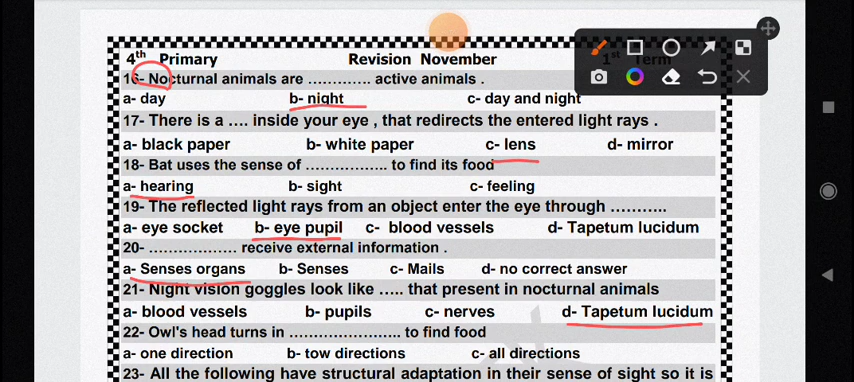 4th Primary Revision November 1st Term
16- Nocturnal animals are …………. active animals .
a- day b- night c- day and night
17- There is a …. inside your eye , that redirects the entered light rays .
a- black paper b- white paper c- lens d- mirror
18- Bat uses the sense of ……………. to find its food
a- hearing b- sight c- feeling
19- The reflected light rays from an object enter the eye through ………..
a- eye socket b- eye pupil c- blood vessels d- Tapetum lucidum
20- ……………… receive external information .
a- Senses organs b- Senses c- Mails d- no correct answer
21- Night vision goggles look like ….. that present in nocturnal animals
a- blood vessels b- pupils c- nerves d- Tapetum lucidum
22- Owl's head turns in …………………. to find food
a- one direction b- tow directions c- all directions
23- All the following have structural adaptation in their sense of sight so it is